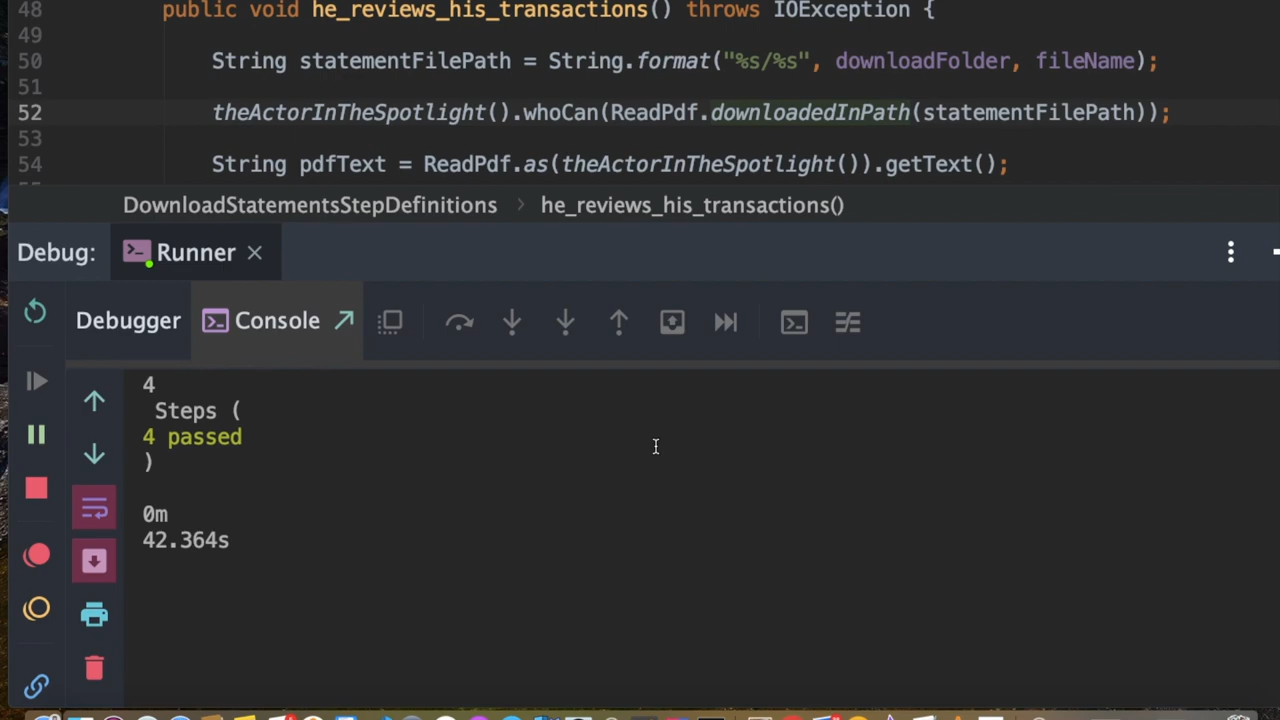 48 public void he_reviews_his_transactions() throws IOException {
49
50 String statementFilePath = String.format("%s/%s", downloadFolder, fileName);
51
52 theActorInTheSpotlight().whoCan(ReadPdf.downloadedInPath(statementFilePath));
53
54 String pdfText = ReadPdf.as(theActorInTheSpotlight()).getText();
DownloadStatementsStepDefinitions > he_reviews_his_transactions()
Debug: Runner
Debugger Console
4
Steps (
4 passed
)
0m
42.364s